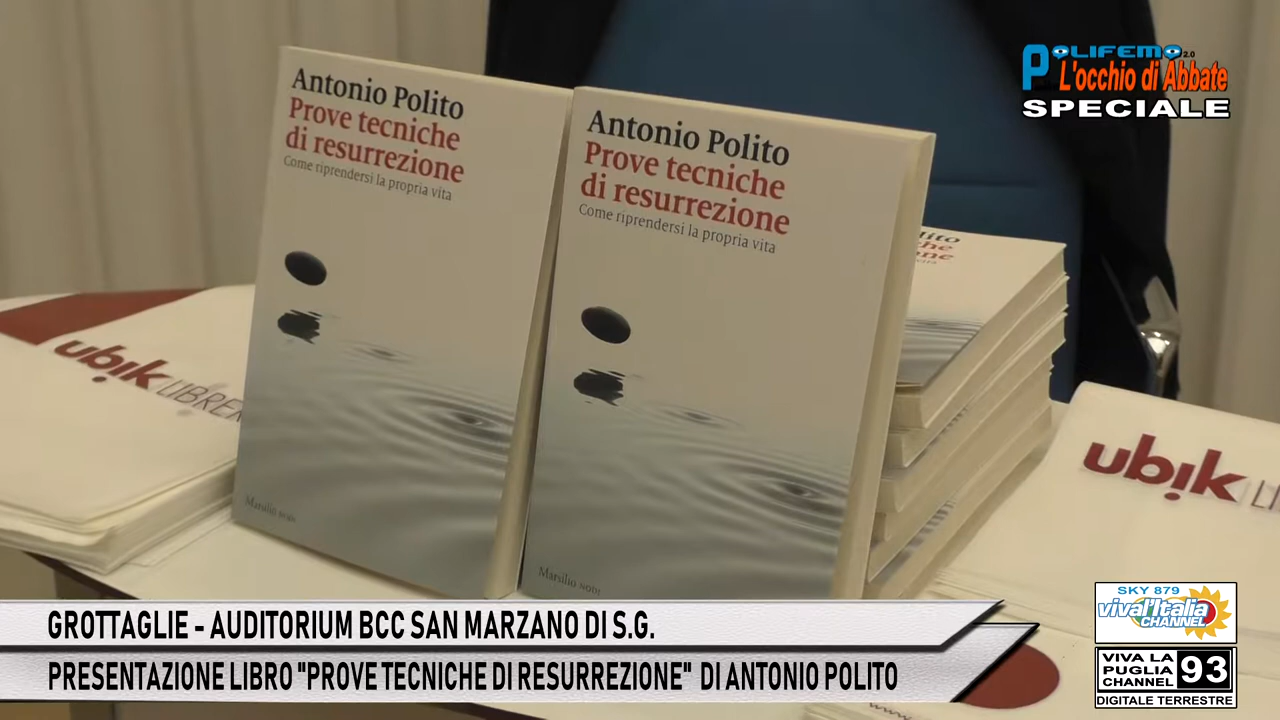 POLIFEMO 2.0
L'occhio di Abbate
SPECIALE
Antonio Polito
Prove tecniche
di resurrezione
Come riprendersi la propria vita
Marsilio NODI
Antonio Polito
Prove tecniche
di resurrezione
Come riprendersi la propria vita
Marsilio NODI
ubik LIBRER
ubik
GROTTAGLIE - AUDITORIUM BCC SAN MARZANO DI S.G.
PRESENTAZIONE LIBRO "PROVE TECNICHE DI RESURREZIONE" DI ANTONIO POLITO
SKY 879
viva l'Italia
CHANNEL
VIVA LA
PUGLIA 93
CHANNEL
DIGITALE TERRESTRE